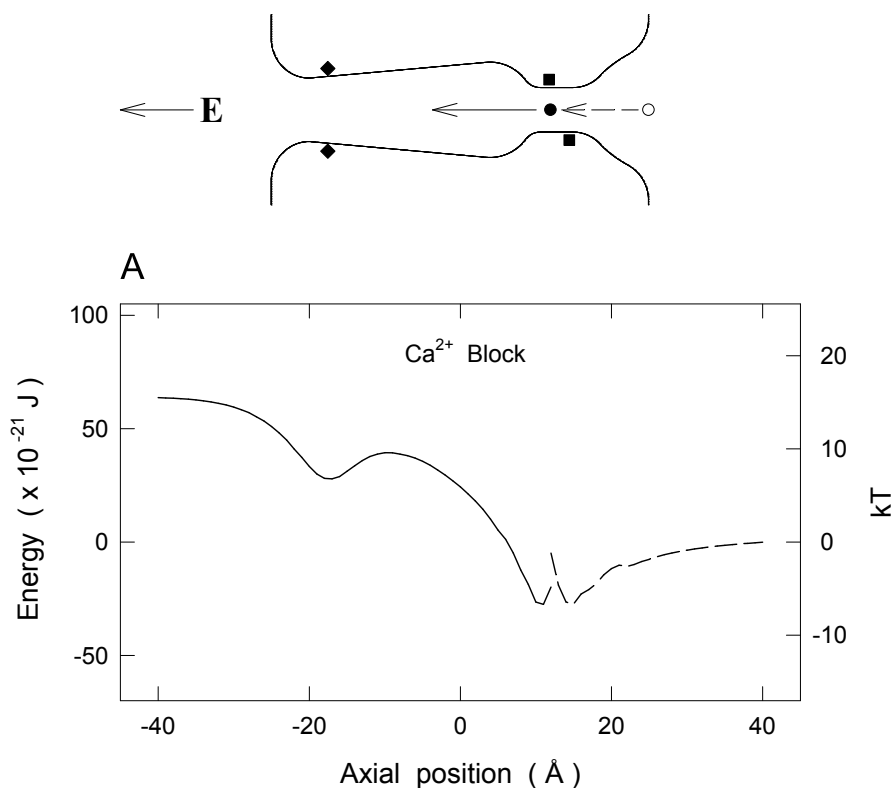 E
A
Ca²⁺ Block
Energy ( x 10⁻²¹ J )
100
50
0
-50
kT
20
10
0
-10
-40
-20
0
20
40
Axial position ( Å )